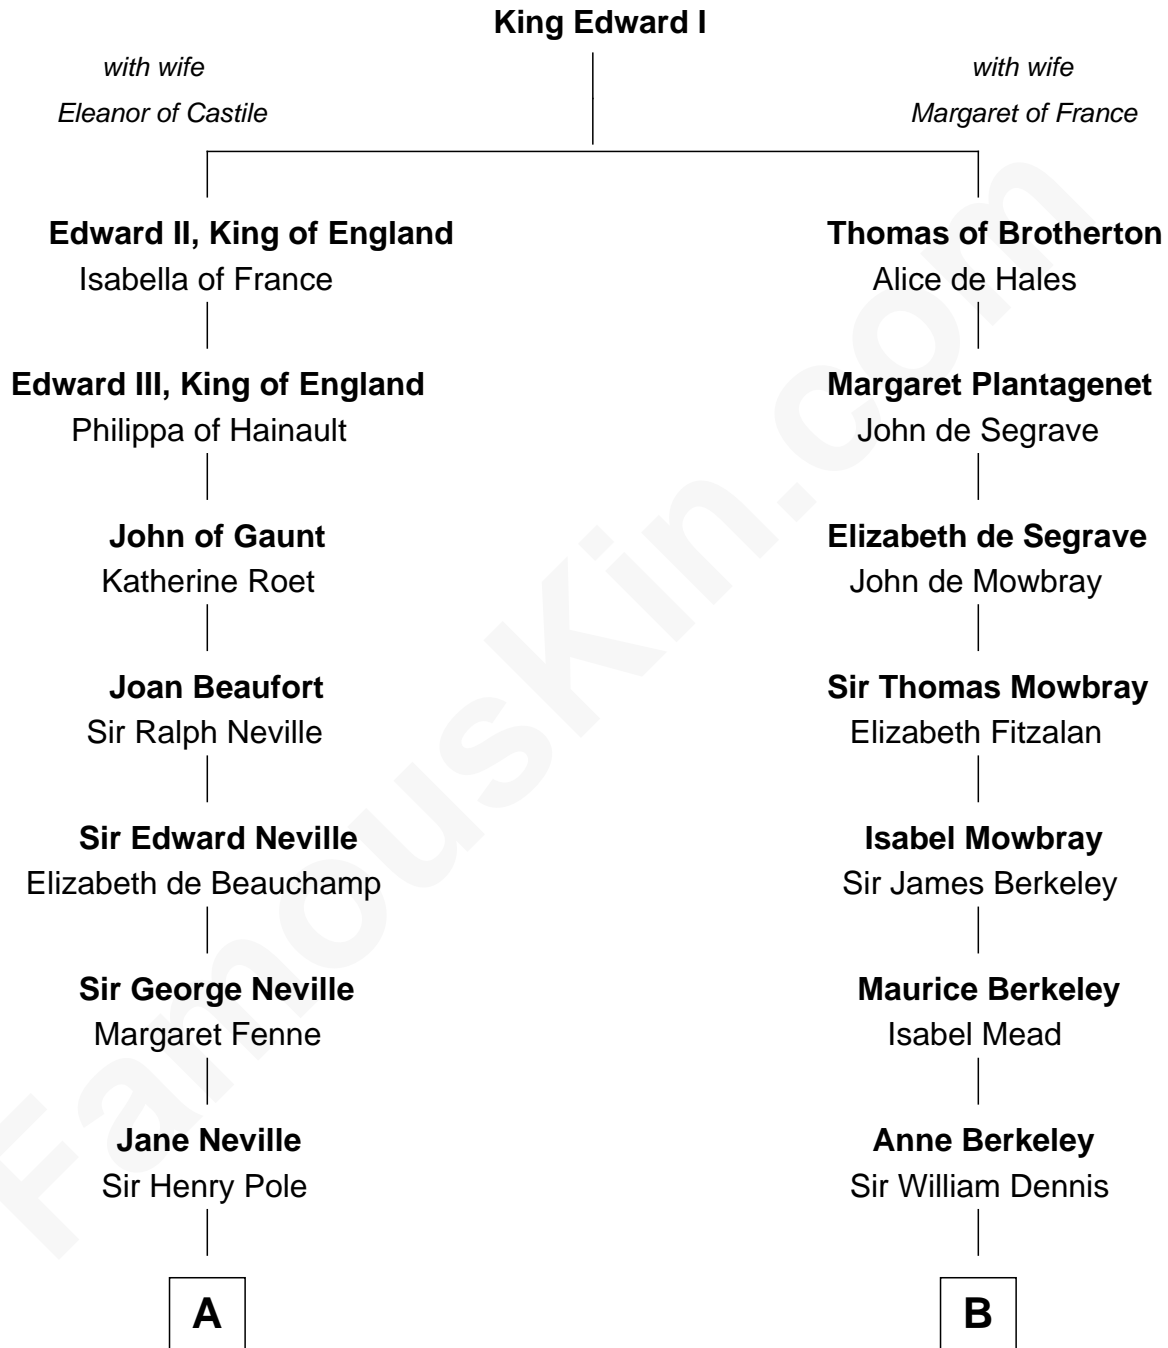 King Edward I
with wife
Eleanor of Castile
with wife
Margaret of France
Edward II, King of England
Isabella of France
Thomas of Brotherton
Alice de Hales
Edward III, King of England
Philippa of Hainault
Margaret Plantagenet
John de Segrave
John of Gaunt
Katherine Roet
Elizabeth de Segrave
John de Mowbray
Joan Beaufort
Sir Ralph Neville
Sir Thomas Mowbray
Elizabeth Fitzalan
Sir Edward Neville
Elizabeth de Beauchamp
Isabel Mowbray
Sir James Berkeley
Sir George Neville
Margaret Fenne
Maurice Berkeley
Isabel Mead
Jane Neville
Sir Henry Pole
Anne Berkeley
Sir William Dennis
A
B
FamousKin.com